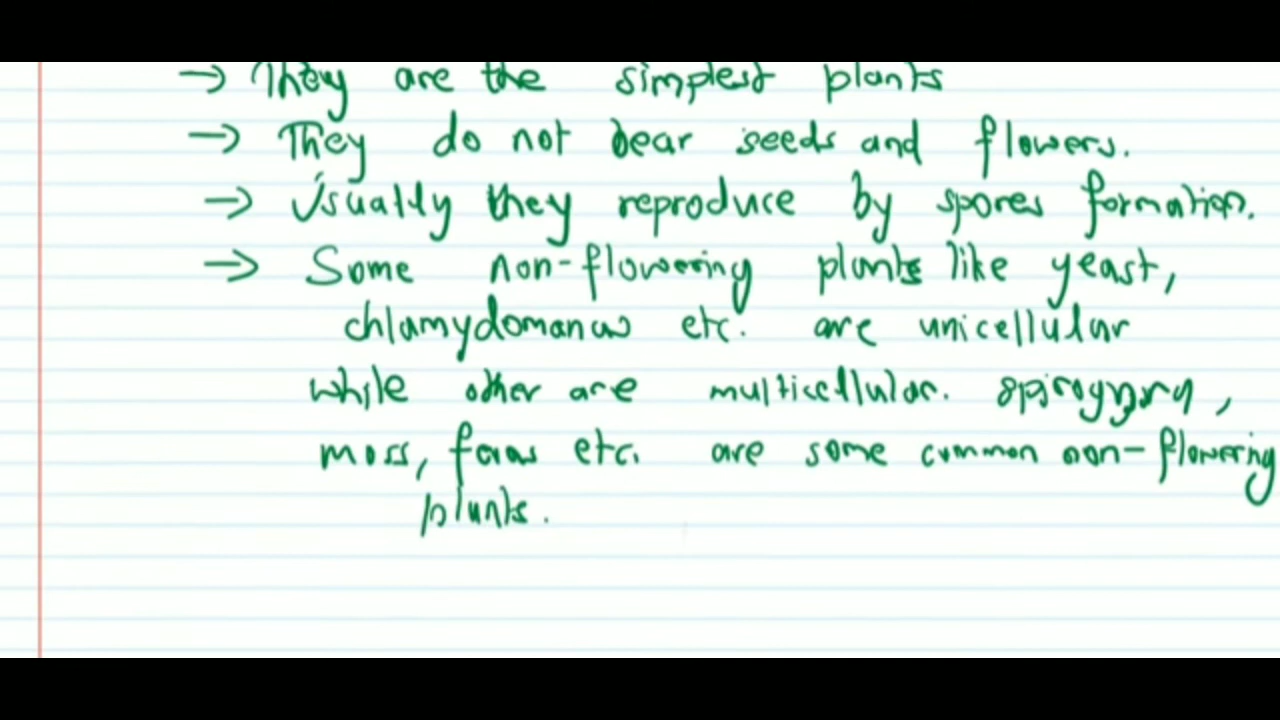 → They are the simplest plants
→ They do not bear seeds and flowers.
→ Usually they reproduce by spores formation.
→ Some non-flowering plants like yeast,
chlamydomonas etc. are unicellular
while other are multicellular. spirogyra,
moss, ferns etc. are some common non-flowering
plants.